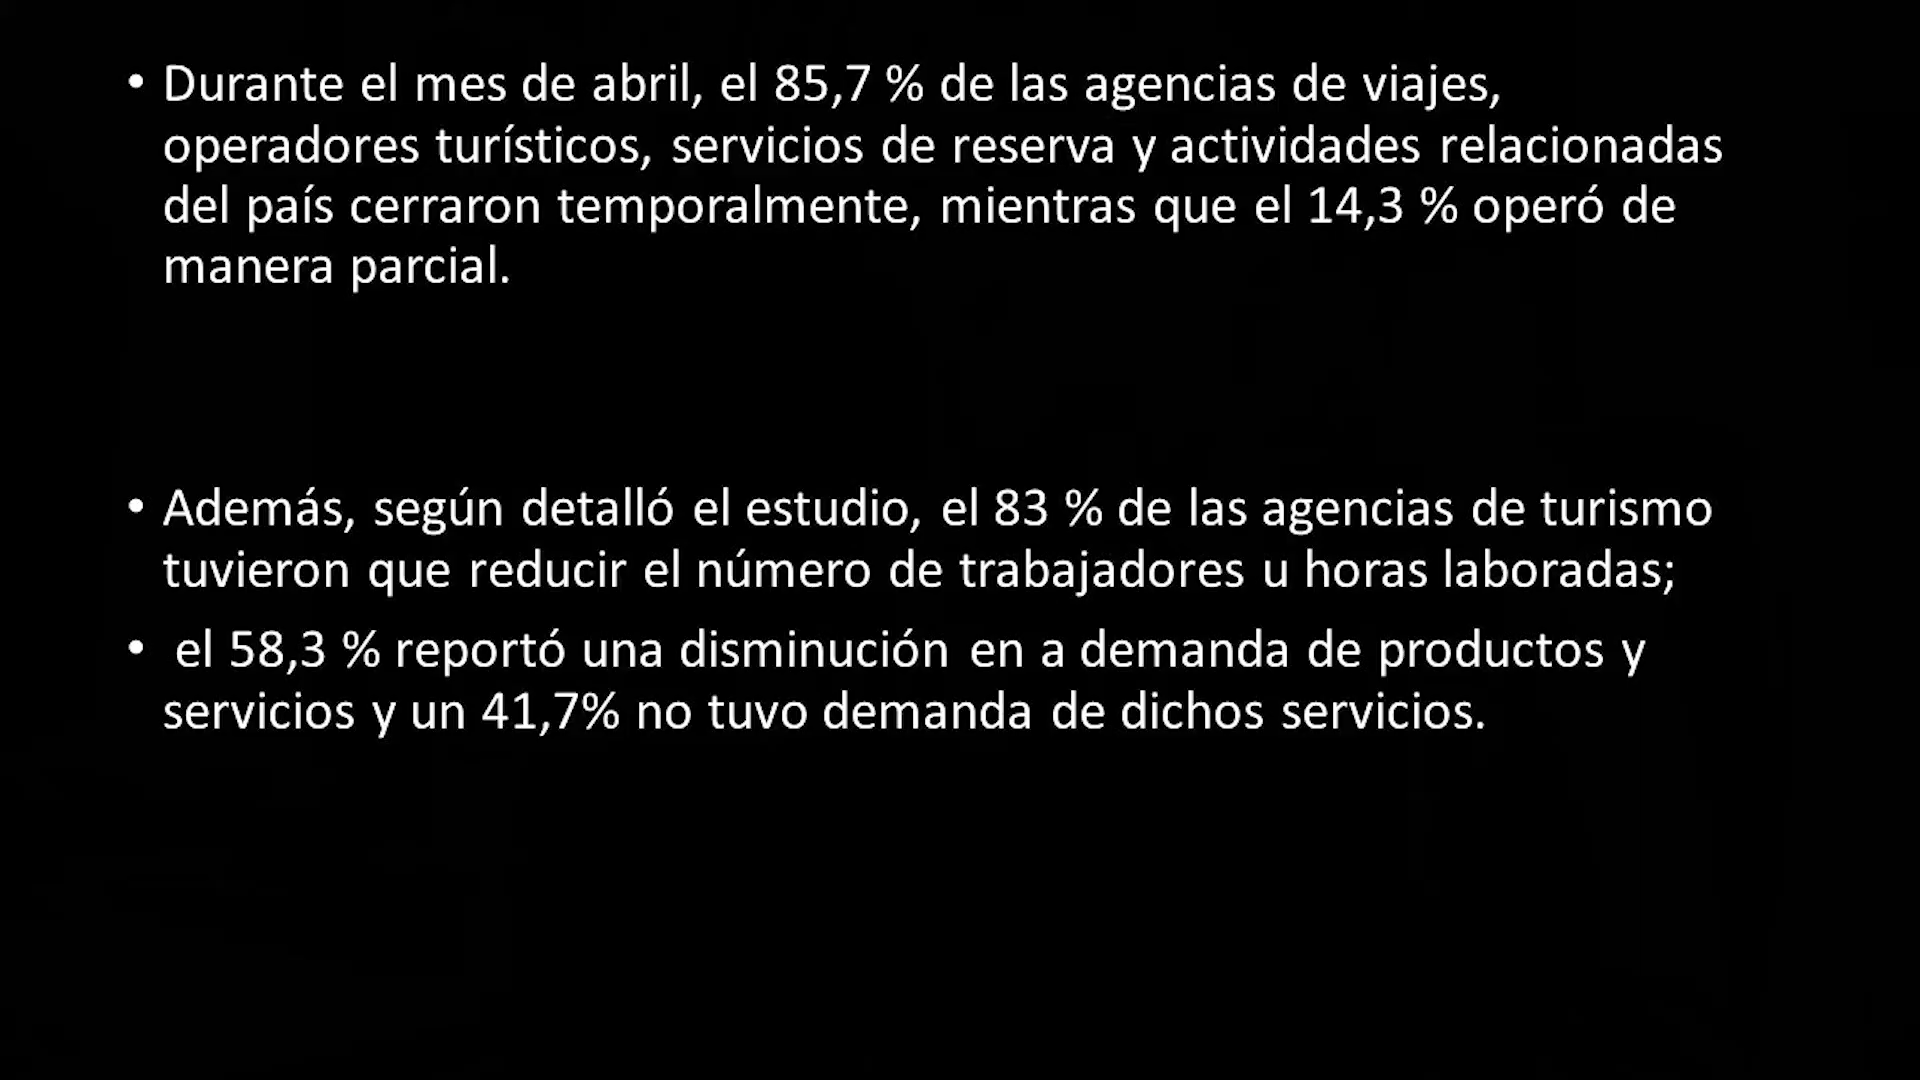 • Durante el mes de abril, el 85,7 % de las agencias de viajes,
operadores turísticos, servicios de reserva y actividades relacionadas
del país cerraron temporalmente, mientras que el 14,3 % operó de
manera parcial.
• Además, según detalló el estudio, el 83 % de las agencias de turismo
tuvieron que reducir el número de trabajadores u horas laboradas;
• el 58,3 % reportó una disminución en a demanda de productos y
servicios y un 41,7% no tuvo demanda de dichos servicios.